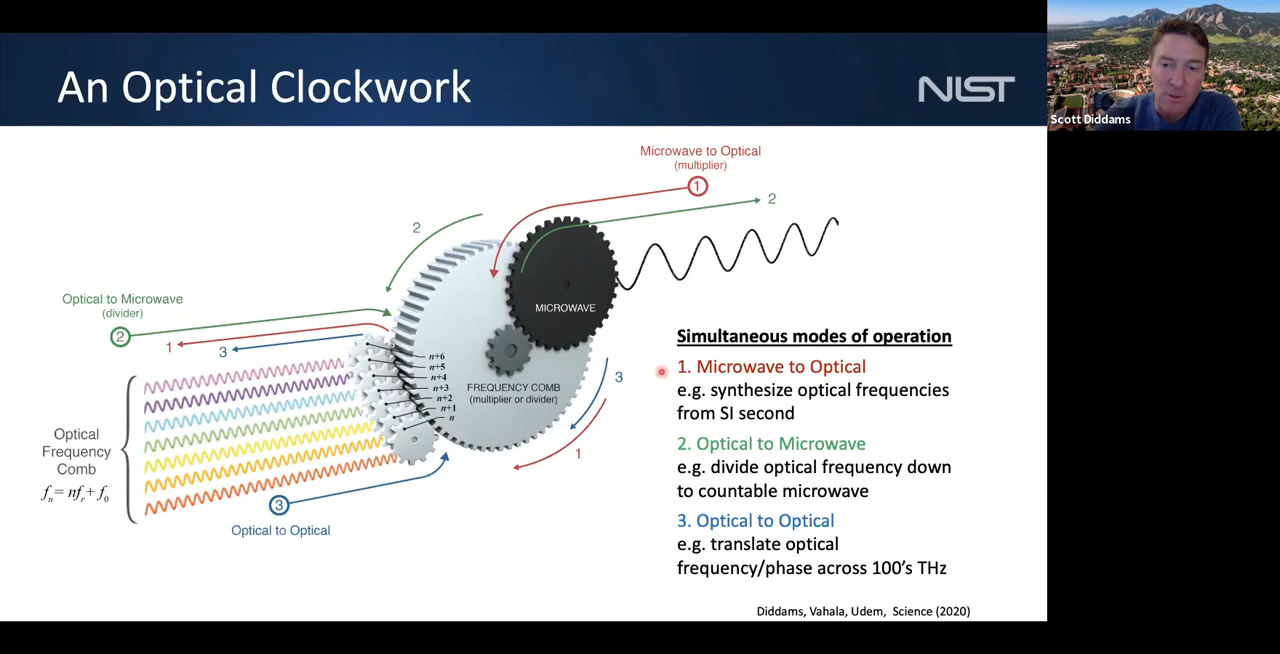 An Optical Clockwork
NIST
Scott Diddams
Microwave to Optical
(multiplier)
1
2
2
MICROWAVE
Optical to Microwave
(divider)
2
1
3
n+6
n+5
n+4
n+3
n+2
n+1
n
FREQUENCY COMB
(multiplier or divider)
3
1
Optical
Frequency
Comb
fₙ= nfᵣ+ f₀
3
Optical to Optical
Simultaneous modes of operation
1. Microwave to Optical
e.g. synthesize optical frequencies
from SI second
2. Optical to Microwave
e.g. divide optical frequency down
to countable microwave
3. Optical to Optical
e.g. translate optical
frequency/phase across 100's THz
Diddams, Vahala, Udem, Science (2020)